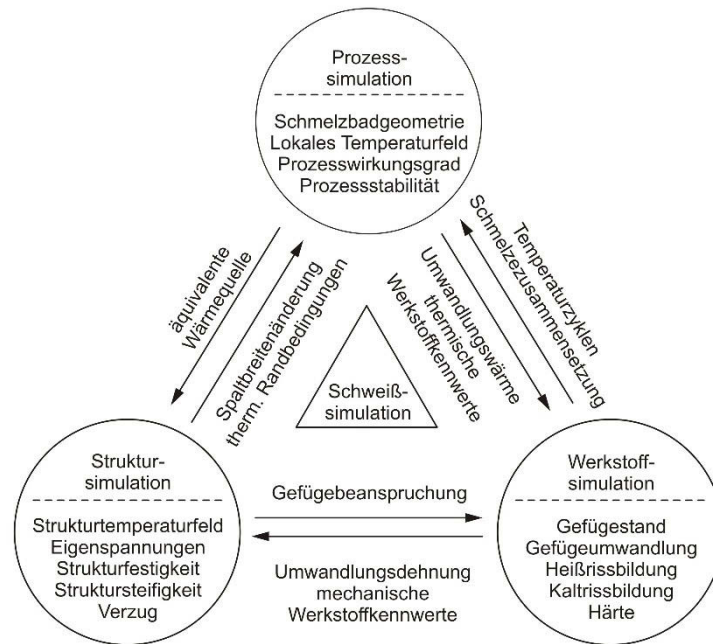 Prozess-
simulation
Schmelzbadgeometrie
Lokales Temperaturfeld
Prozesswirkungsgrad
Prozessstabilität
äquivalente
Wärmequelle
Spaltbreitenänderung
therm. Randbedingungen
Umwandlungswärme
thermische
Werkstoffkennwerte
Temperaturzyklen
Schmelzezusammensetzung
Schweiß-
simulation
Struktur-
simulation
Strukturtemperaturfeld
Eigenspannungen
Strukturfestigkeit
Struktursteifigkeit
Verzug
Gefügebeanspruchung
Umwandlungsdehnung
mechanische
Werkstoffkennwerte
Werkstoff-
simulation
Gefügestand
Gefügeumwandlung
Heißrissbildung
Kaltrissbildung
Härte